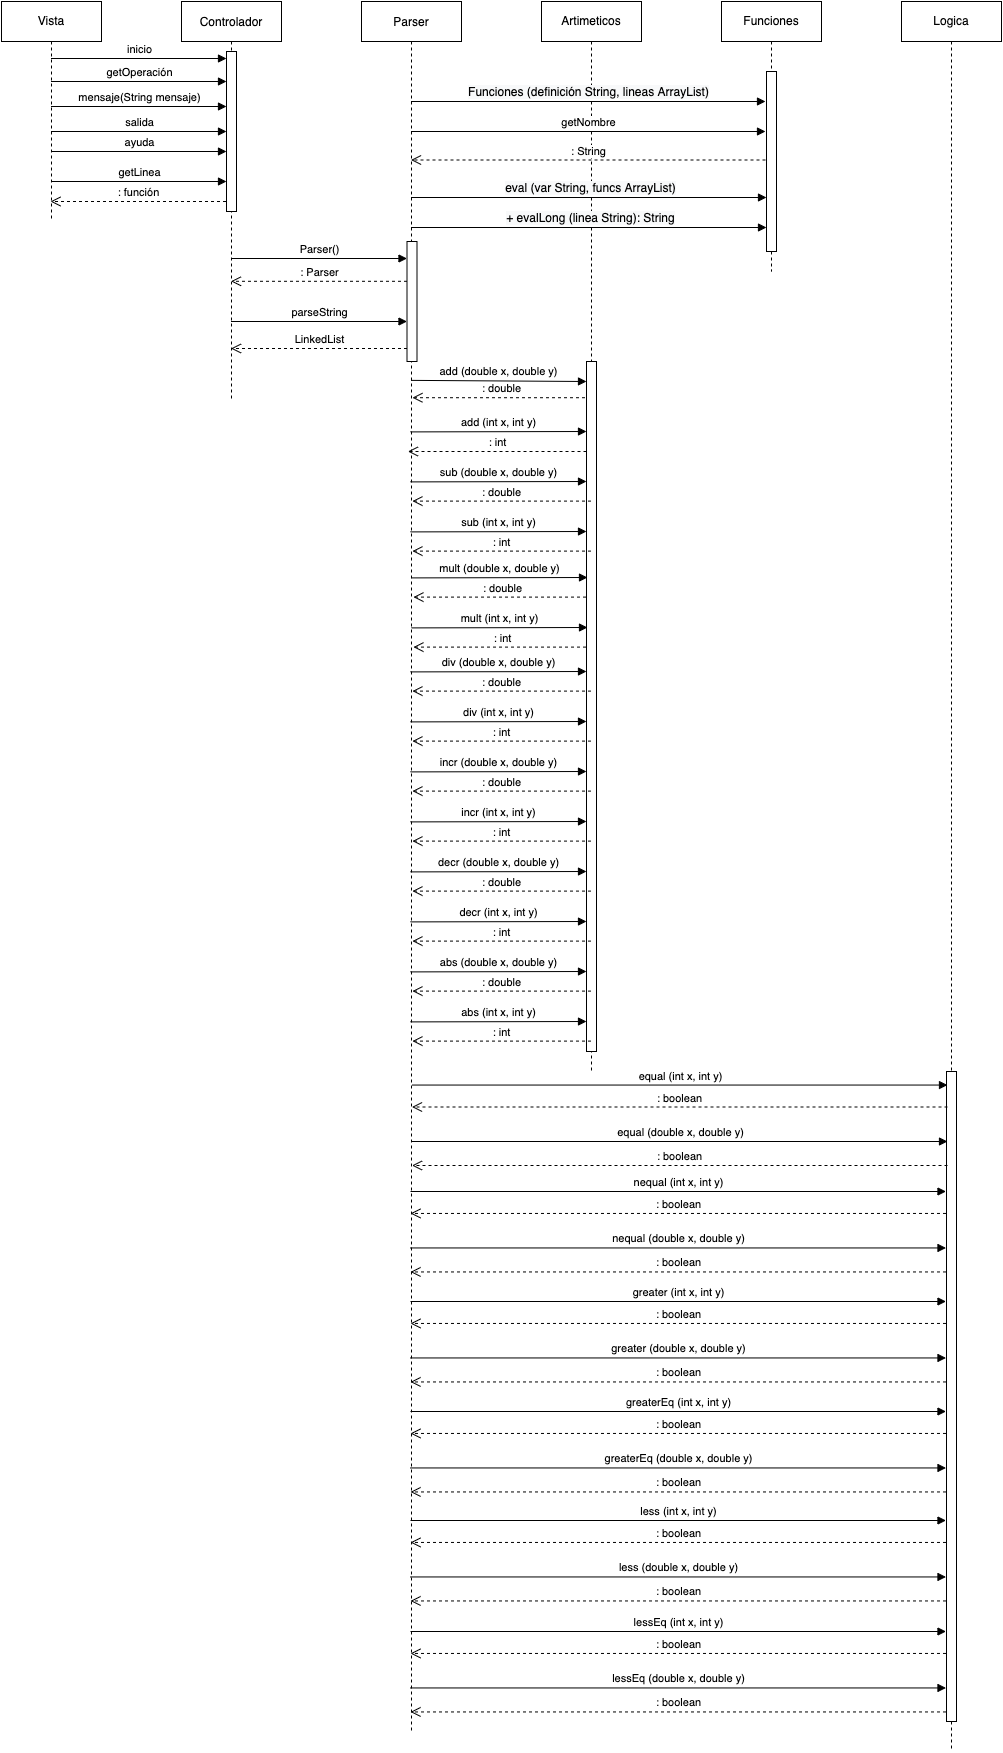 Vista
Controlador
Parser
Artimeticos
Funciones
Logica
inicio
getOperación
mensaje(String mensaje)
salida
ayuda
getLinea
: función
Funciones (definición String, lineas ArrayList)
getNombre
: String
eval (var String, funcs ArrayList)
+ evalLong (linea String): String
Parser()
: Parser
parseString
LinkedList
add (double x, double y)
: double
add (int x, int y)
: int
sub (double x, double y)
: double
sub (int x, int y)
: int
mult (double x, double y)
: double
mult (int x, int y)
: int
div (double x, double y)
: double
div (int x, int y)
: int
incr (double x, double y)
: double
incr (int x, int y)
: int
decr (double x, double y)
: double
decr (int x, int y)
: int
abs (double x, double y)
: double
abs (int x, int y)
: int
equal (int x, int y)
: boolean
equal (double x, double y)
: boolean
nequal (int x, int y)
: boolean
nequal (double x, double y)
: boolean
greater (int x, int y)
: boolean
greater (double x, double y)
: boolean
greaterEq (int x, int y)
: boolean
greaterEq (double x, double y)
: boolean
less (int x, int y)
: boolean
less (double x, double y)
: boolean
lessEq (int x, int y)
: boolean
lessEq (double x, double y)
: boolean